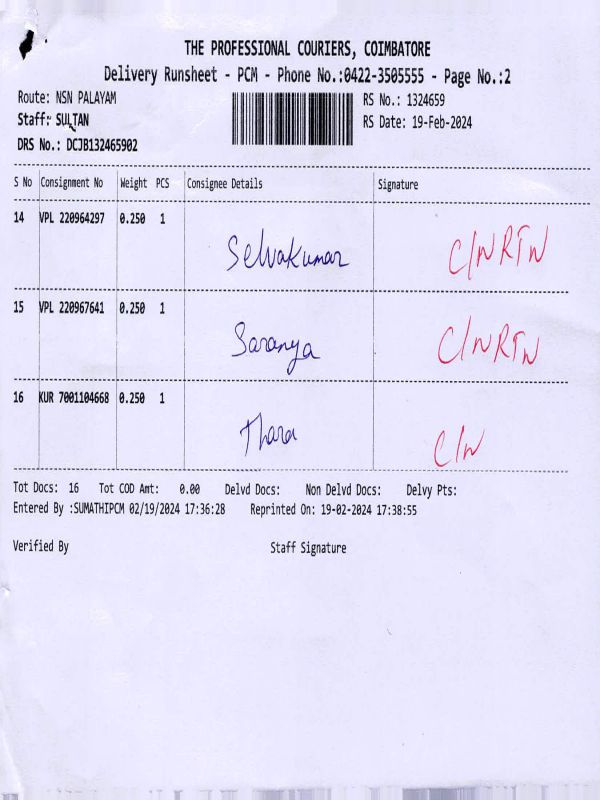 THE PROFESSIONAL COURIERS, COIMBATORE
Delivery Runsheet - PCM - Phone No.:0422-3505555 - Page No.:2
Route: NSN PALAYAM RS No.: 1324659
Staff: SULTAN RS Date: 19-Feb-2024
DRS No.: DCJB132465902
S No Consignment No Weight PCS Consignee Details Signature
14 VPL 220964297 0.250 1
Selvakumar C/NRTN
15 VPL 220967641 0.250 1
Saranya C/NRTN
16 KUR 7001104668 0.250 1
Thara C/N
Tot Docs: 16 Tot COD Amt: 0.00 Delvd Docs: Non Delvd Docs: Delvy Pts:
Entered By :SUMATHIPCM 02/19/2024 17:36:28 Reprinted On: 19-02-2024 17:38:55
Verified By Staff Signature